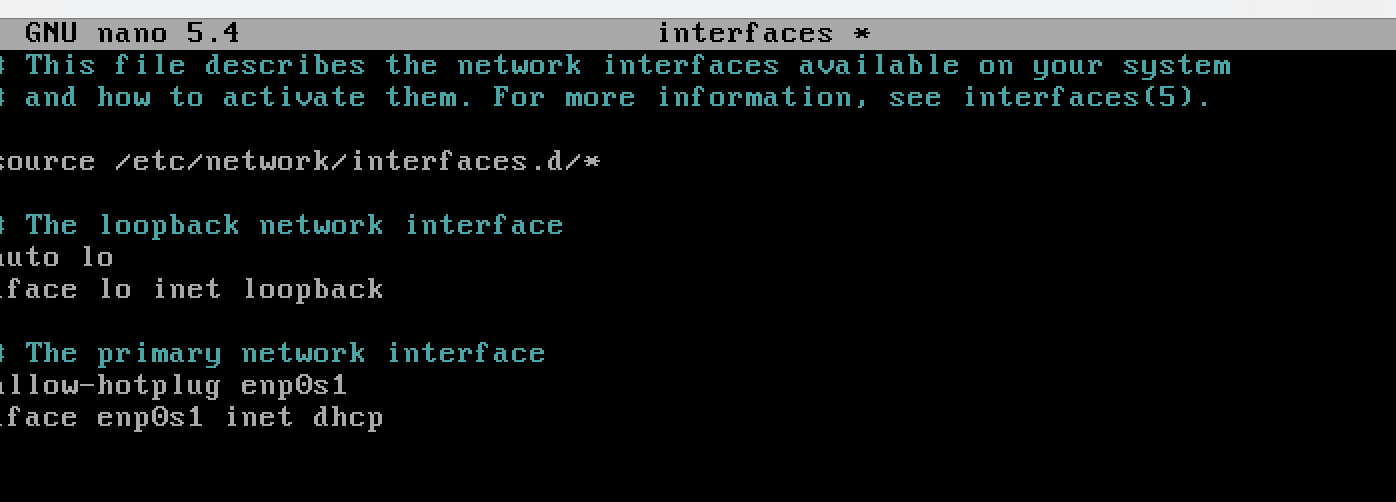 GNU nano 5.4 interfaces *
# This file describes the network interfaces available on your system
# and how to activate them. For more information, see interfaces(5).
source /etc/network/interfaces.d/*
# The loopback network interface
auto lo
iface lo inet loopback
# The primary network interface
allow-hotplug enp0s1
iface enp0s1 inet dhcp